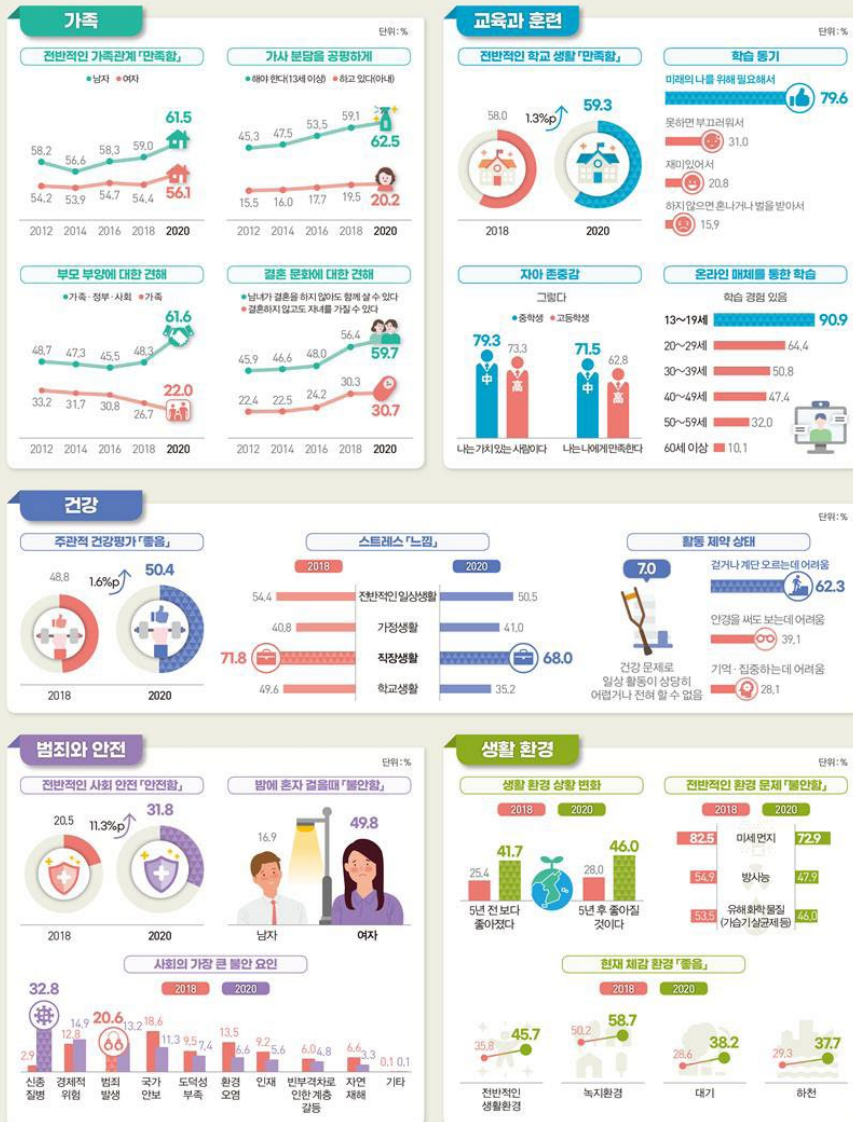 가족
단위: %
전반적인 가족관계 「만족함」
●남자 ●여자
58.2 56.6 58.3 59.0 61.5
54.2 53.9 54.7 54.4 56.1
2012 2014 2016 2018 2020
가사 분담을 공평하게
●해야 한다(13세 이상) ●하고 있다(아내)
45.3 47.5 53.5 59.1 62.5
15.5 16.0 17.7 19.5 20.2
2012 2014 2016 2018 2020
부모 부양에 대한 견해
●가족·정부·사회 ●가족
48.7 47.3 45.5 48.3 61.6
33.2 31.7 30.8 26.7 22.0
2012 2014 2016 2018 2020
결혼 문화에 대한 견해
●남녀가 결혼을 하지 않아도 함께 살 수 있다
●결혼하지 않고도 자녀를 가질 수 있다
45.9 46.6 48.0 56.4 59.7
22.4 22.5 24.2 30.3 30.7
2012 2014 2016 2018 2020
교육과 훈련
단위: %
전반적인 학교 생활 「만족함」
58.0 1.3%p 59.3
2018 2020
학습 동기
미래의 나를 위해 필요해서
79.6
못하면 부끄러워서
31.0
재미있어서
20.8
하지 않으면 혼나거나 벌을 받아서
15.9
자아 존중감
그렇다
●중학생 ●고등학생
79.3 73.3 71.5 62.8
中 高 中 高
나는 가치 있는 사람이다 나는 나에게 만족한다
온라인 매체를 통한 학습
학습 경험 있음
13~19세 90.9
20~29세 64.4
30~39세 50.8
40~49세 47.4
50~59세 32.0
60세 이상 10.1
건강
단위: %
주관적 건강평가 「좋음」
48.8 1.6%p 50.4
2018 2020
스트레스 「느낌」
2018 2020
54.4 전반적인 일상생활 50.5
40.8 가정생활 41.0
71.8 직장생활 68.0
49.6 학교생활 35.2
활동 제약 상태
7.0
건강 문제로
일상 활동이 상당히
어렵거나 전혀 할 수 없음
걷거나 계단 오르는데 어려움
62.3
안경을 써도 보는데 어려움
39.1
기억·집중하는데 어려움
28.1
범죄와 안전
단위: %
전반적인 사회 안전 「안전함」
20.5 11.3%p 31.8
2018 2020
밤에 혼자 걸을때 「불안함」
16.9 49.8
남자 여자
사회의 가장 큰 불안 요인
2018 2020
2.9 32.8 12.8 14.9 20.6 13.2 18.6 11.3 9.5 7.4 13.5 6.6 9.2 5.6 6.0 4.8 6.6 3.3 0.1 0.1
신종 경제적 범죄 국가 도덕성 환경 인재 빈부격차로 자연 기타
질병 위험 발생 안보 부족 오염 인한 계층 재해
갈등
생활 환경
단위: %
생활 환경 상황 변화
2018 2020
25.4 41.7 28.0 46.0
5년 전 보다 5년 후 좋아질
좋아졌다 것이다
전반적인 환경 문제 「불안함」
2018 2020
82.5 미세 먼지 72.9
54.9 방사능 47.9
53.5 유해 화학 물질 46.0
(가습기 살균제 등)
현재 체감 환경 「좋음」
2018 2020
35.8 45.7 50.2 58.7 28.6 38.2 29.3 37.7
전반적인 녹지환경 대기 하천
생활환경